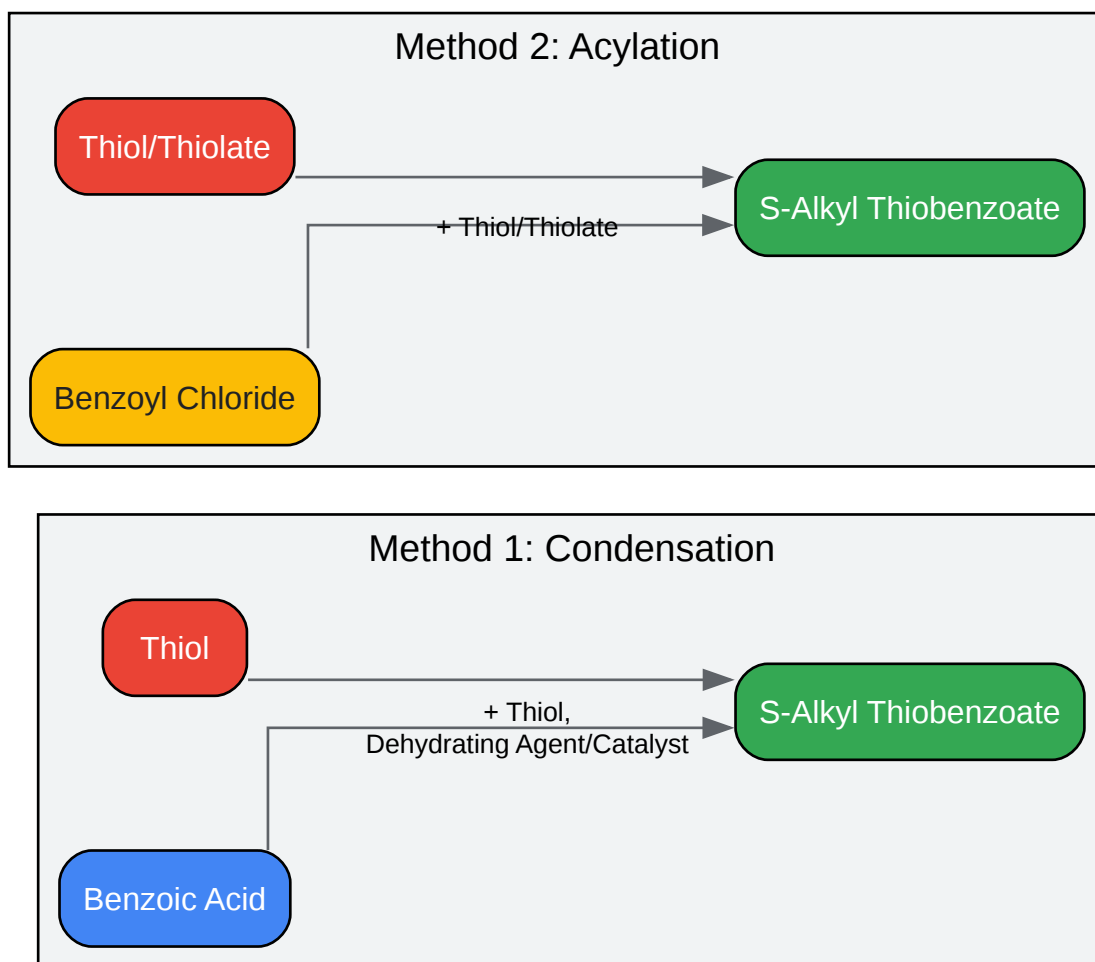 Method 2: Acylation
Thiol/Thiolate
S-Alkyl Thiobenzoate
+ Thiol/Thiolate
Benzoyl Chloride
Method 1: Condensation
Thiol
S-Alkyl Thiobenzoate
+ Thiol,
Dehydrating Agent/Catalyst
Benzoic Acid